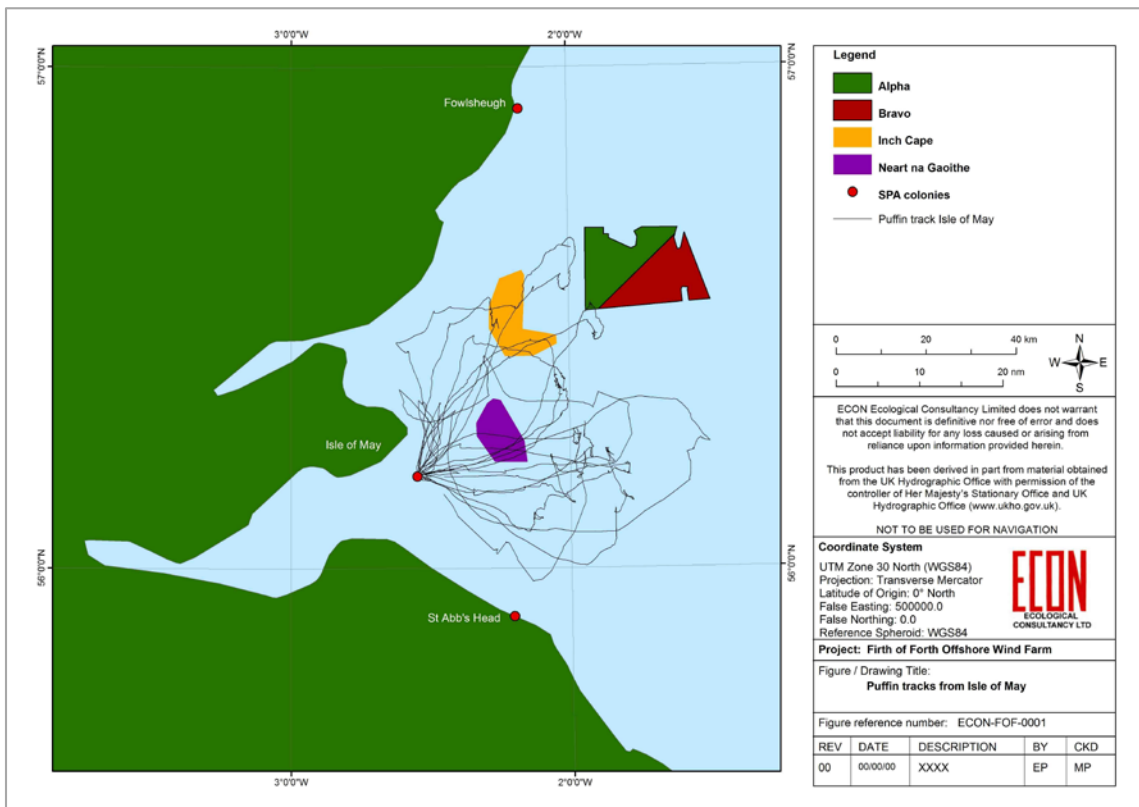 3°0'0"W
2°0'0"W
57°0'0"N
57°0'0"N
Fowlsheugh
Isle of May
56°0'0"N
56°0'0"N
St Abb's Head
3°0'0"W
2°0'0"W
Legend
Alpha
Bravo
Inch Cape
Neart na Gaoithe
SPA colonies
Puffin track Isle of May
0 20 40 km
0 10 20 nm
N
W E
S
ECON Ecological Consultancy Limited does not warrant
that this document is definitive nor free of error and does
not accept liability for any loss caused or arising from
reliance upon information provided herein.
This product has been derived in part from material obtained
from the UK Hydrographic Office with permission of the
controller of Her Majesty's Stationary Office and UK
Hydrographic Office (www.ukho.gov.uk).
NOT TO BE USED FOR NAVIGATION
Coordinate System
UTM Zone 30 North (WGS84)
Projection: Transverse Mercator
Latitude of Origin: 0° North
False Easting: 500000.0
False Northing: 0.0
Reference Spheroid: WGS84
ECON
ECOLOGICAL
CONSULTANCY LTD
Project: Firth of Forth Offshore Wind Farm
Figure / Drawing Title:
Puffin tracks from Isle of May
Figure reference number: ECON-FOF-0001
REV DATE DESCRIPTION BY CKD
00 00/00/00 XXXX EP MP